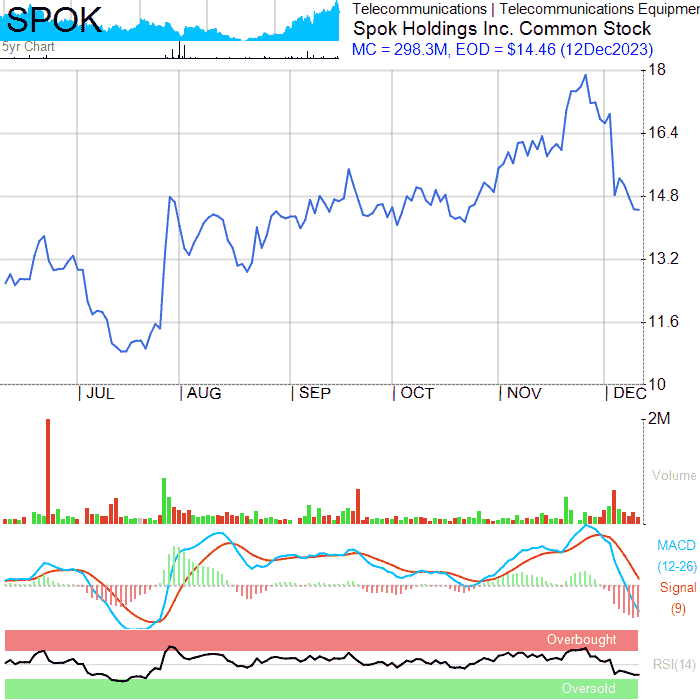 SPOK
5yr Chart
Telecommunications | Telecommunications Equipmen
Spok Holdings Inc. Common Stock
MC = 298.3M, EOD = $14.46 (12Dec2023)
18
16.4
14.8
13.2
11.6
10
| JUL | AUG | SEP | OCT | NOV | DEC
2M
Volume
MACD
(12-26)
Signal
(9)
Overbought
RSI(14)
Oversold